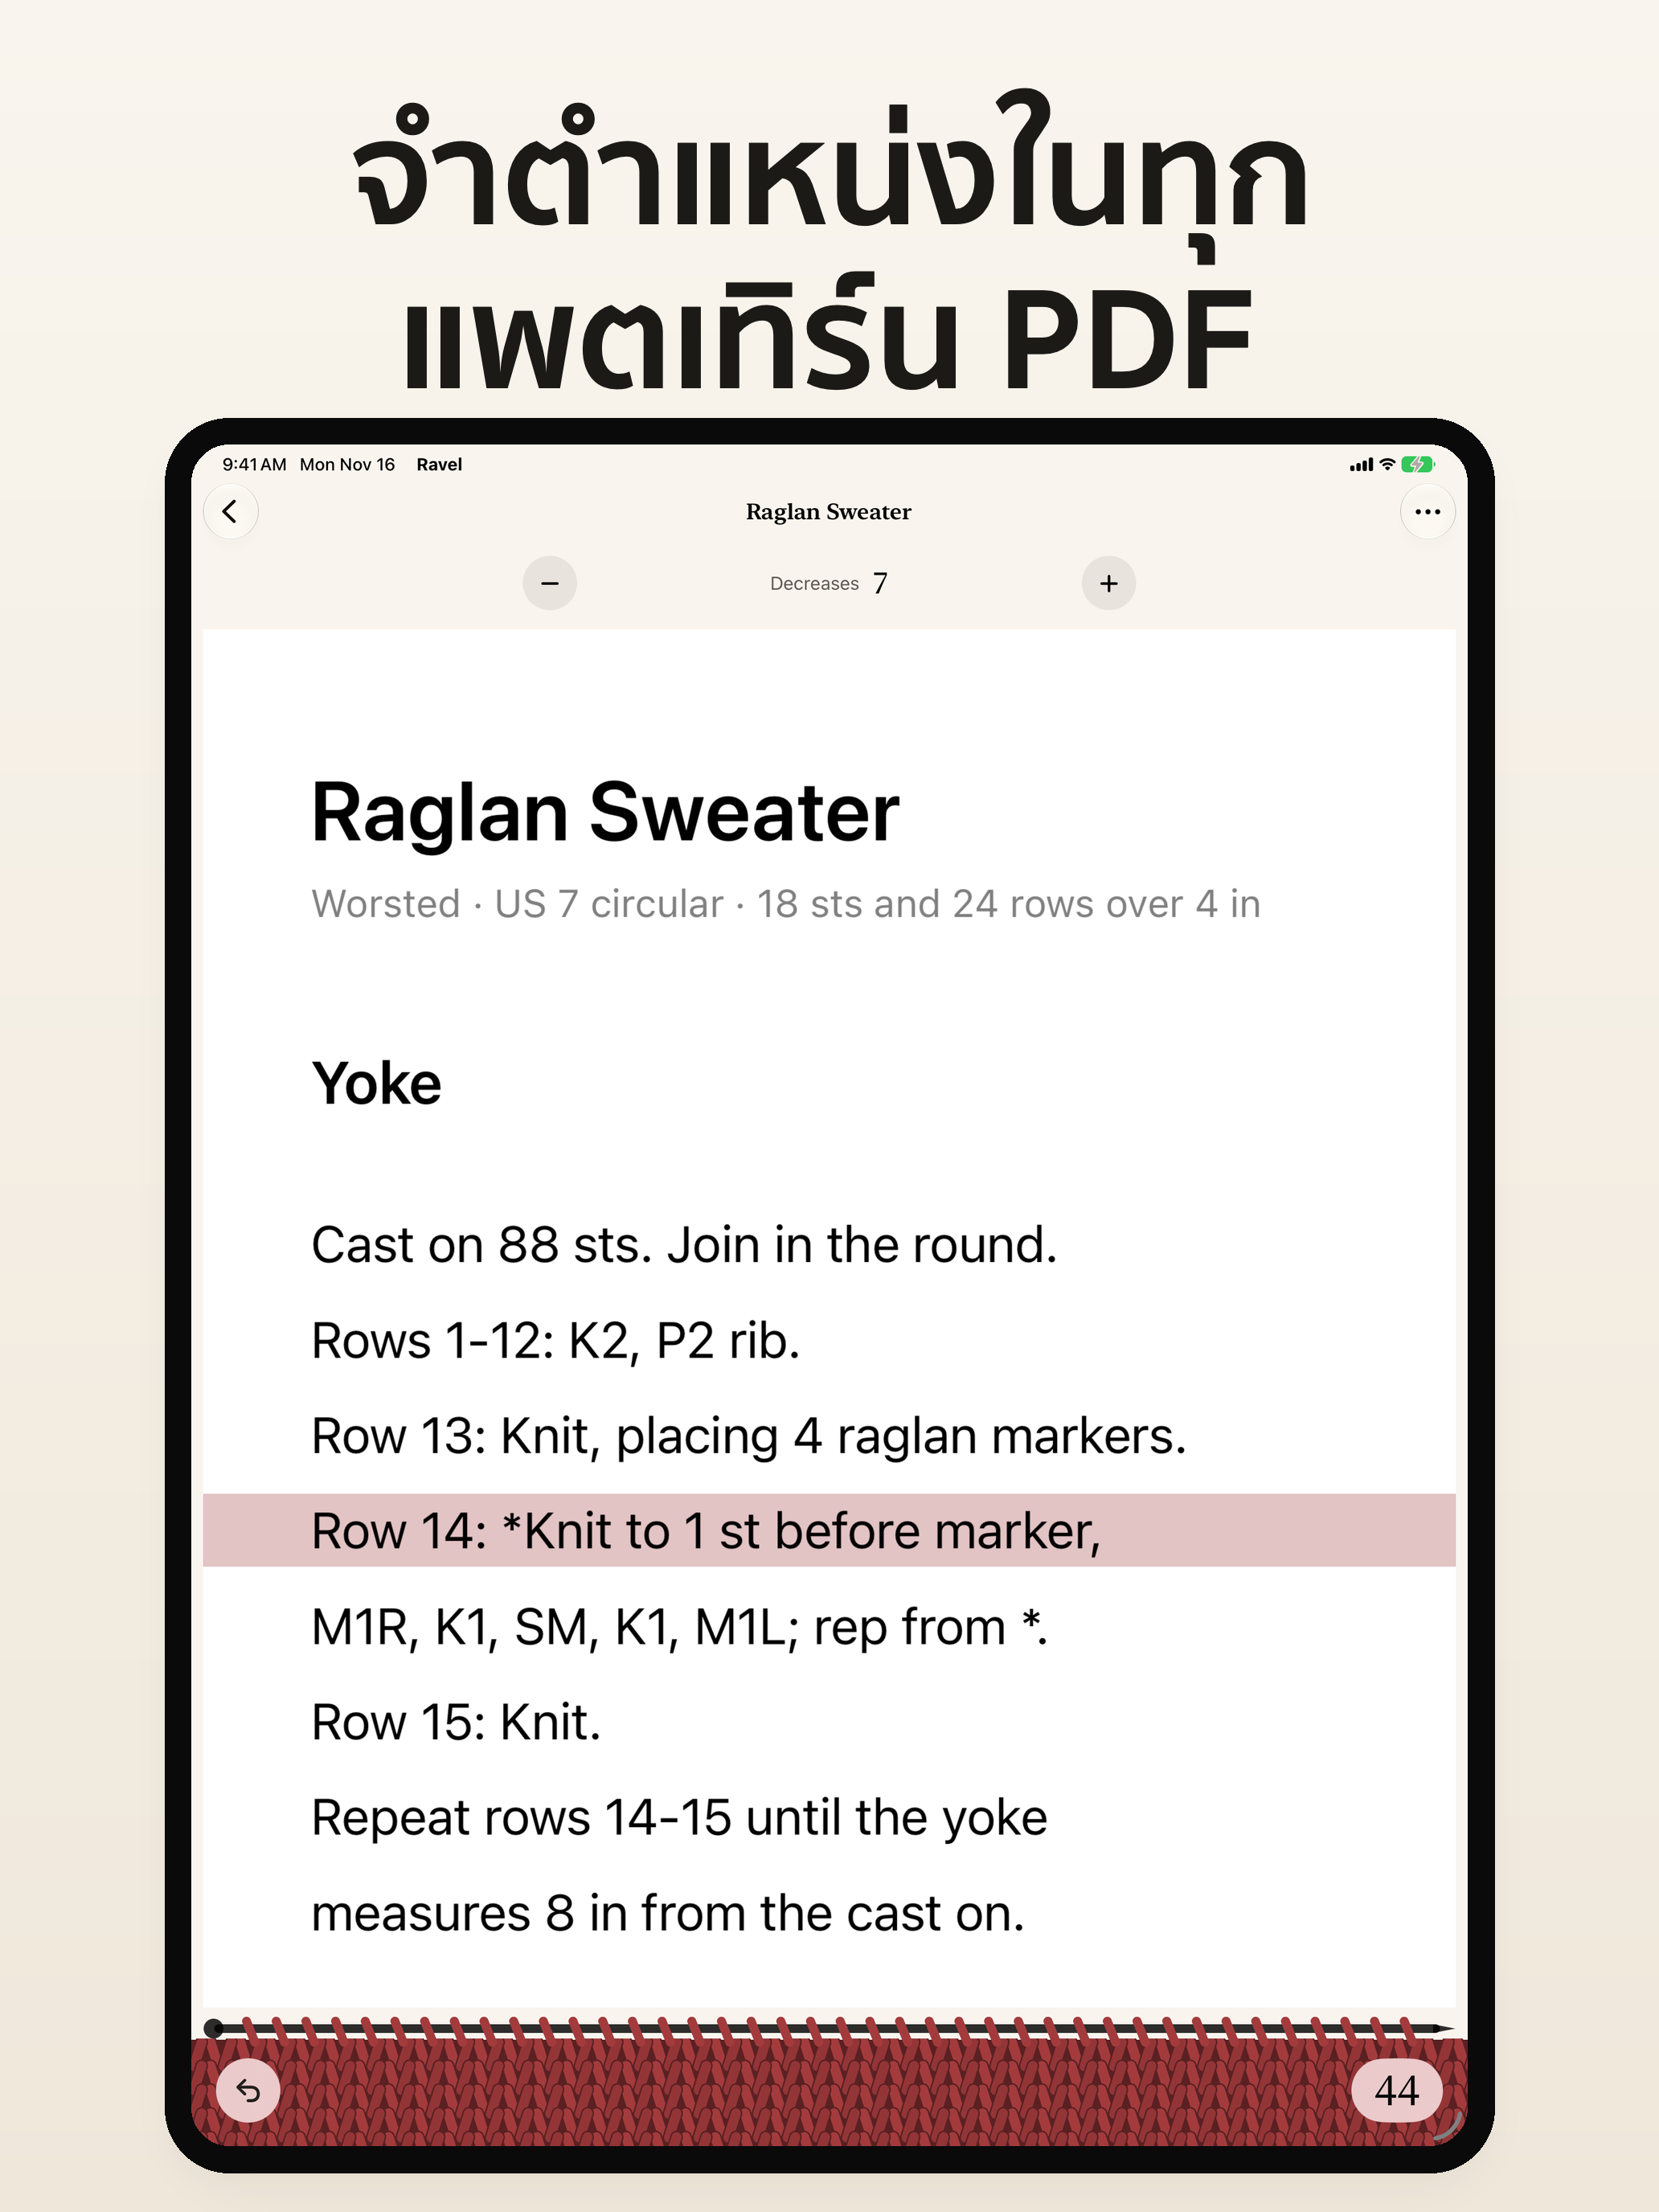 จำตำแหน่งในทุก
แพตเทิร์น PDF
9:41 AM Mon Nov 16 Ravel
Raglan Sweater
Decreases 7
Raglan Sweater
Worsted · US 7 circular · 18 sts and 24 rows over 4 in
Yoke
Cast on 88 sts. Join in the round.
Rows 1-12: K2, P2 rib.
Row 13: Knit, placing 4 raglan markers.
Row 14: *Knit to 1 st before marker,
M1R, K1, SM, K1, M1L; rep from *.
Row 15: Knit.
Repeat rows 14-15 until the yoke
measures 8 in from the cast on.
44